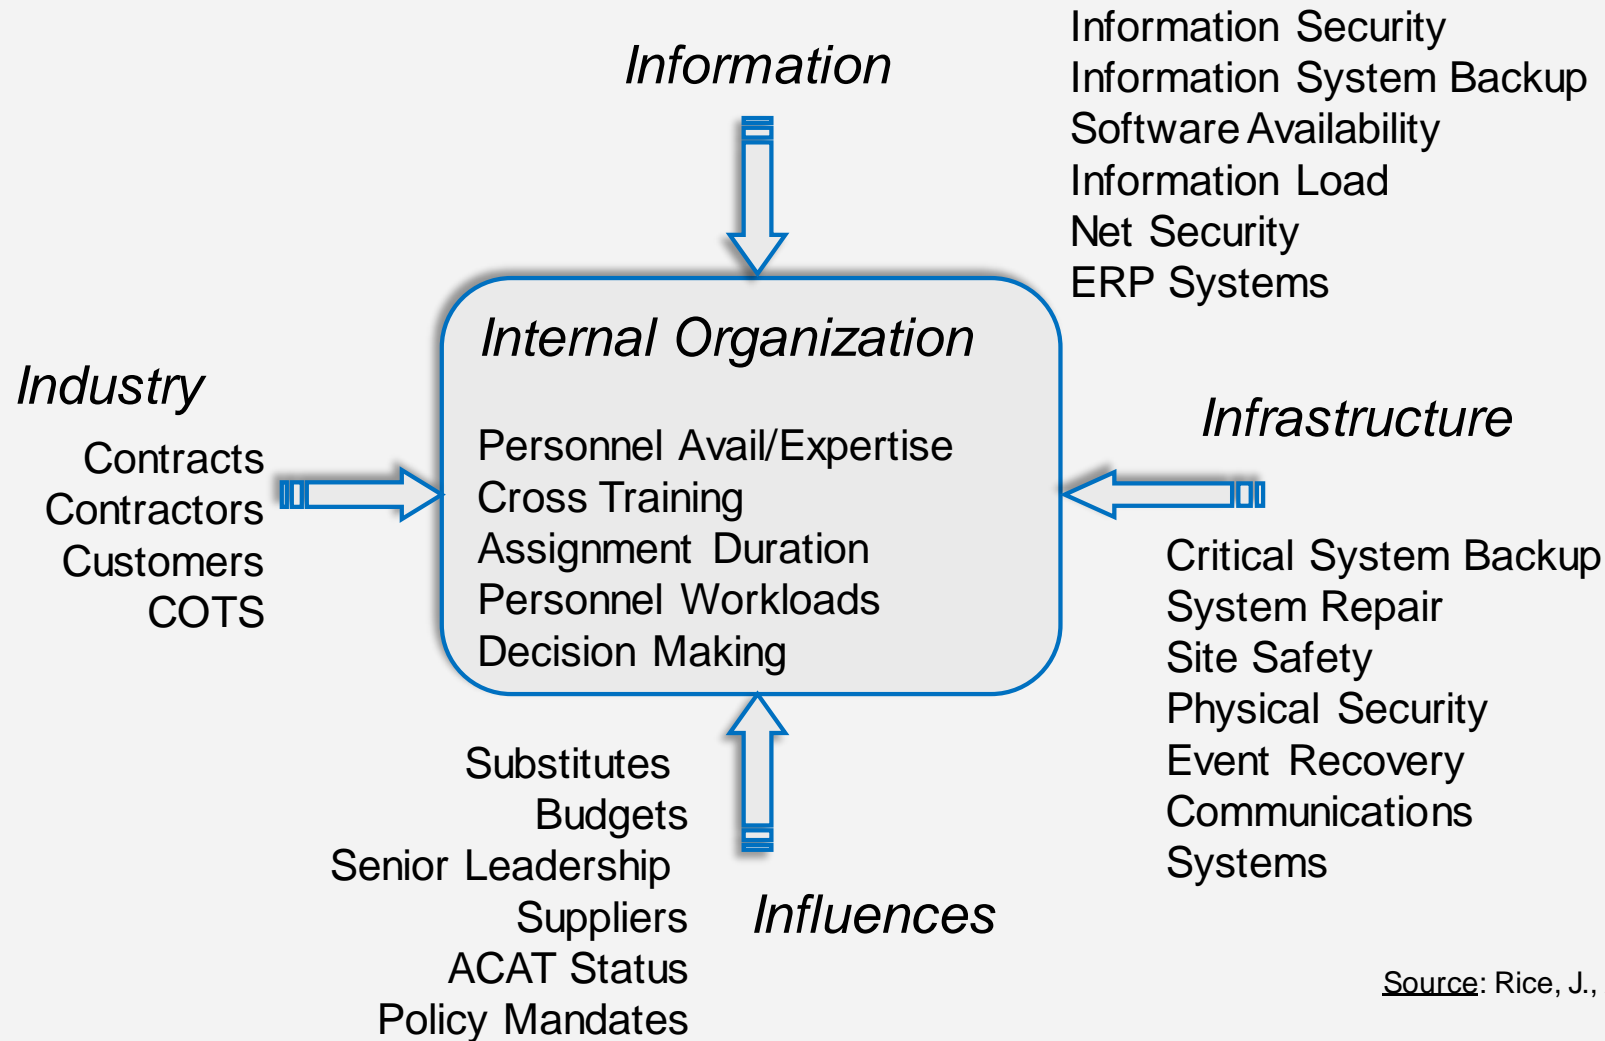 Information
Information Security
Information System Backup
Software Availability
Information Load
Net Security
ERP Systems
Industry
Contracts
Contractors
Customers
COTS
Internal Organization
Personnel Avail/Expertise
Cross Training
Assignment Duration
Personnel Workloads
Decision Making
Infrastructure
Critical System Backup
System Repair
Site Safety
Physical Security
Event Recovery
Communications
Systems
Substitutes
Budgets
Senior Leadership
Suppliers
ACAT Status
Policy Mandates
Influences
Source: Rice, J.,